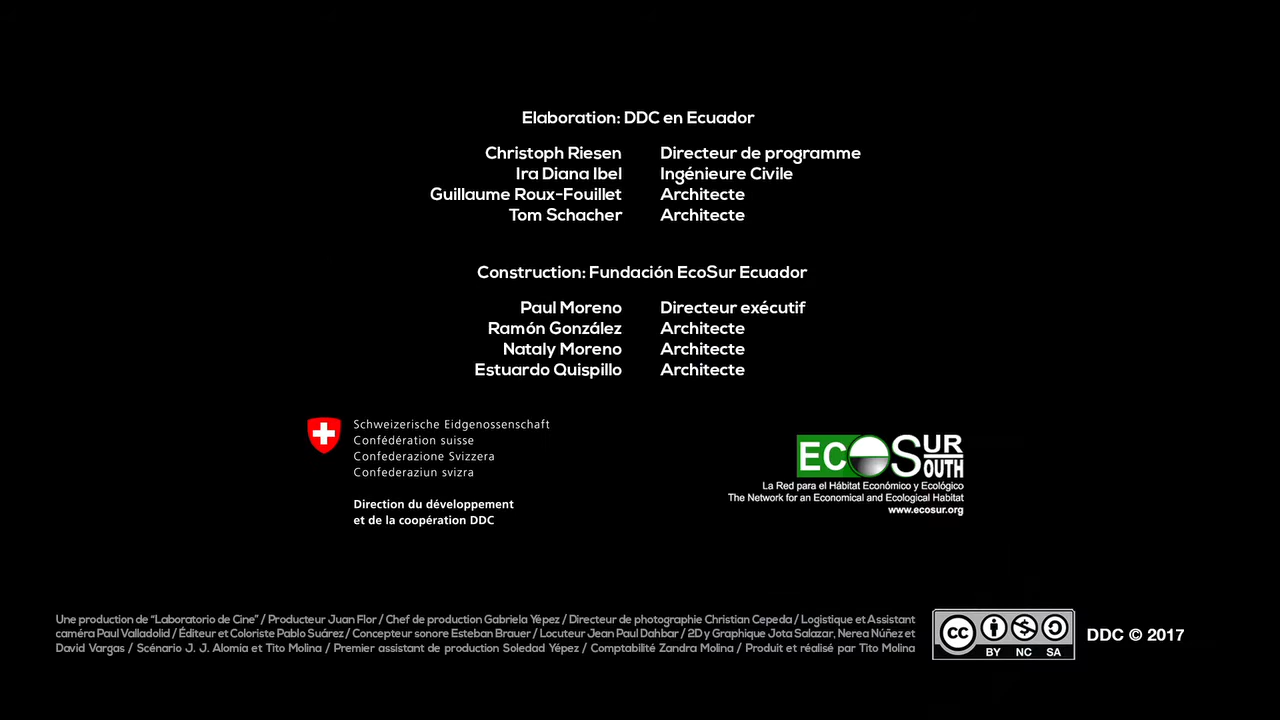 Elaboration: DDC en Ecuador
Christoph Riesen Directeur de programme
Ira Diana Ibel Ingénieure Civile
Guillaume Roux-Fouillet Architecte
Tom Schacher Architecte
Construction: Fundación EcoSur Ecuador
Paul Moreno Directeur exécutif
Ramón González Architecte
Nataly Moreno Architecte
Estuardo Quispillo Architecte
Schweizerische Eidgenossenschaft
Confédération suisse
Confederazione Svizzera
Confederaziun svizra
Direction du développement
et de la coopération DDC
ECOSUR
SOUTH
La Red para el Hábitat Económico y Ecológico
The Network for an Economical and Ecological Habitat
www.ecosur.org
Une production de “Laboratorio de Cine” / Producteur Juan Flor / Chef de production Gabriela Yépez / Directeur de photographie Christian Cepeda / Logistique et Assistant
caméra Paul Valladolid / Éditeur et Coloriste Pablo Suárez / Concepteur sonore Esteban Brauer / Locuteur Jean Paul Dahbar / 2D y Graphique Jota Salazar, Nerea Núñez et
David Vargas / Scénario J. J. Alomía et Tito Molina / Premier assistant de production Soledad Yépez / Comptabilité Zandra Molina / Produit et réalisé par Tito Molina
cc
BY NC SA
DDC © 2017